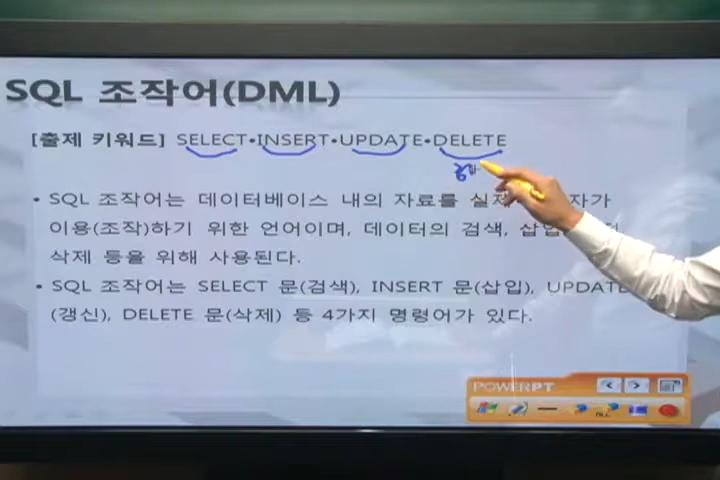 SQL 조작어(DML)
[출제 키워드] SELECT•INSERT•UPDATE•DELETE
• SQL 조작어는 데이터베이스 내의 자료를 실제 자가
이용(조작)하기 위한 언어이며, 데이터의 검색,
삭제 등을 위해 사용된다.
• SQL 조작어는 SELECT 문(검색), INSERT 문(삽입), UPDATE
(갱신), DELETE 문(삭제) 등 4가지 명령어가 있다.
POWERPT
ALL